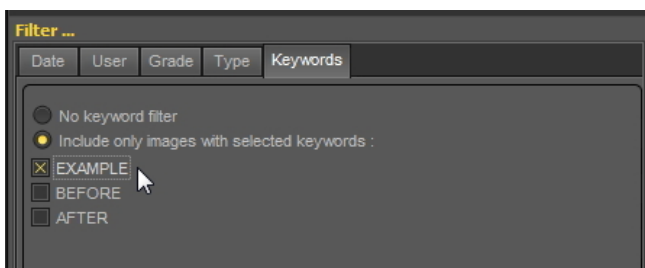 Filter ...
Date User Grade Type Keywords
No keyword filter
Include only images with selected keywords :
EXAMPLE
BEFORE
AFTER